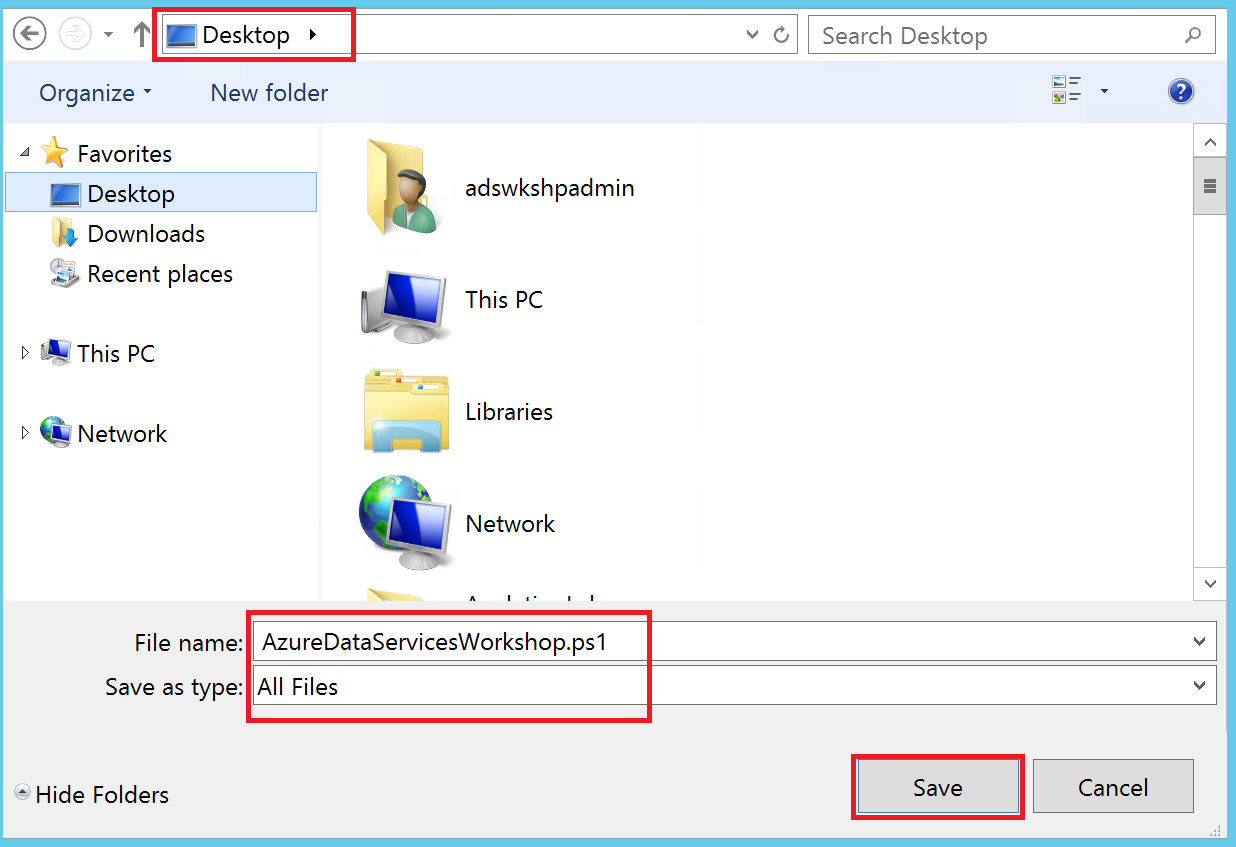 Desktop
Search Desktop
Organize
New folder
Favorites
Desktop
Downloads
Recent places
This PC
Network
adswkshpadmin
This PC
Libraries
Network
File name: AzureDataServicesWorkshop.ps1
Save as type: All Files
Hide Folders
Save
Cancel